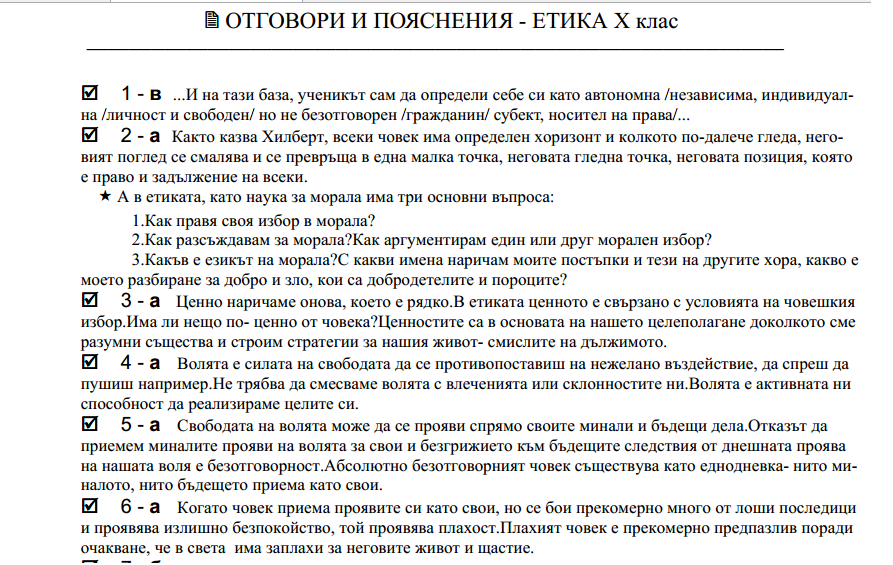 ОТГОВОРИ И ПОЯСНЕНИЯ - ЕТИКА X клас
1 - в ...И на тази база, ученикът сам да определи себе си като автономна /независима, индивидуал-
на /личност и свободен/ но не безотговорен /гражданин/ субект, носител на права/...
2 - а Както казва Хилберт, всеки човек има определен хоризонт и колкото по-далече гледа, него-
вият поглед се смалява и се превръща в една малка точка, неговата гледна точка, неговата позиция, която
е право и задължение на всеки.
★ А в етиката, като наука за морала има три основни въпроса:
1.Как правя своя избор в морала?
2.Как разсъждавам за морала?Как аргументирам един или друг морален избор?
3.Какъв е езикът на морала?С какви имена наричам моите постъпки и тези на другите хора, какво е
моето разбиране за добро и зло, кои са добродетелите и пороците?
3 - а Ценно наричаме онова, което е рядко.В етиката ценното е свързано с условията на човешкия
избор.Има ли нещо по- ценно от човека?Ценностите са в основата на нашето целеполагане доколкото сме
разумни същества и строим стратегии за нашия живот- смислите на дължимото.
4 - а Волята е силата на свободата да се противопоставиш на нежелано въздействие, да спреш да
пушиш например.Не трябва да смесваме волята с влеченията или склонностите ни.Волята е активната ни
способност да реализираме целите си.
5 - а Свободата на волята може да се прояви спрямо своите минали и бъдещи дела.Отказът да
приемем миналите прояви на волята за свои и безгрижието към бъдещите следствия от днешната проява
на нашата воля е безотговорност.Абсолютно безотговорният човек съществува като еднодневка- нито ми-
налото, нито бъдещето приема като свои.
6 - а Когато човек приема проявите си като свои, но се бои прекомерно много от лоши последици
и проявява излишно безпокойство, той проявява плахост.Плахият човек е прекомерно предпазлив поради
очакване, че в света има заплахи за неговите живот и щастие.